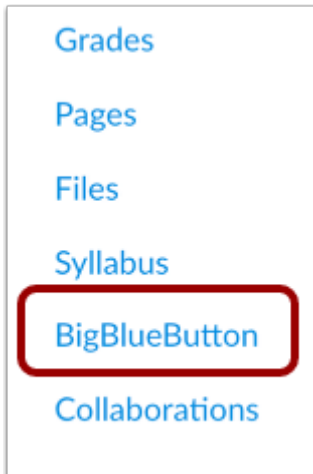 Grades
Pages
Files
Syllabus
BigBlueButton
Collaborations